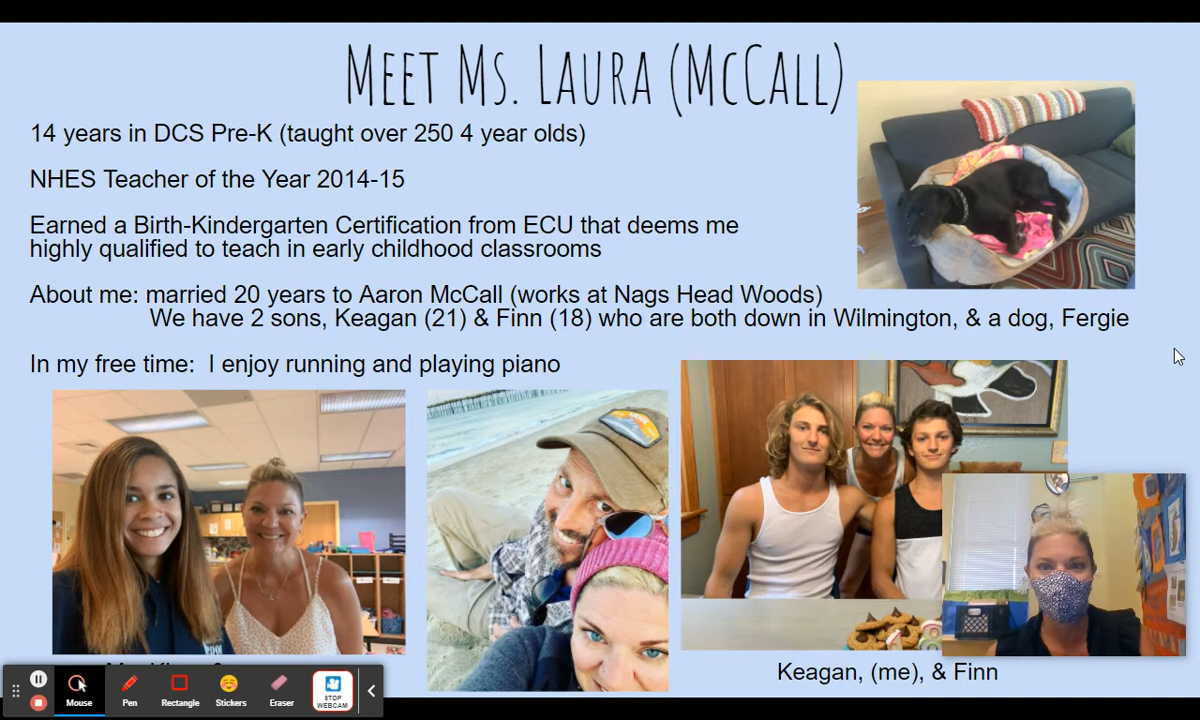 MEET MS. LAURA (MCCALL)
14 years in DCS Pre-K (taught over 250 4 year olds)
NHES Teacher of the Year 2014-15
Earned a Birth-Kindergarten Certification from ECU that deems me
highly qualified to teach in early childhood classrooms
About me: married 20 years to Aaron McCall (works at Nags Head Woods)
We have 2 sons, Keagan (21) & Finn (18) who are both down in Wilmington, & a dog, Fergie
In my free time: I enjoy running and playing piano
Keagan, (me), & Finn
Mouse
Pen
Rectangle
Stickers
Eraser
STOP
WEBCAM